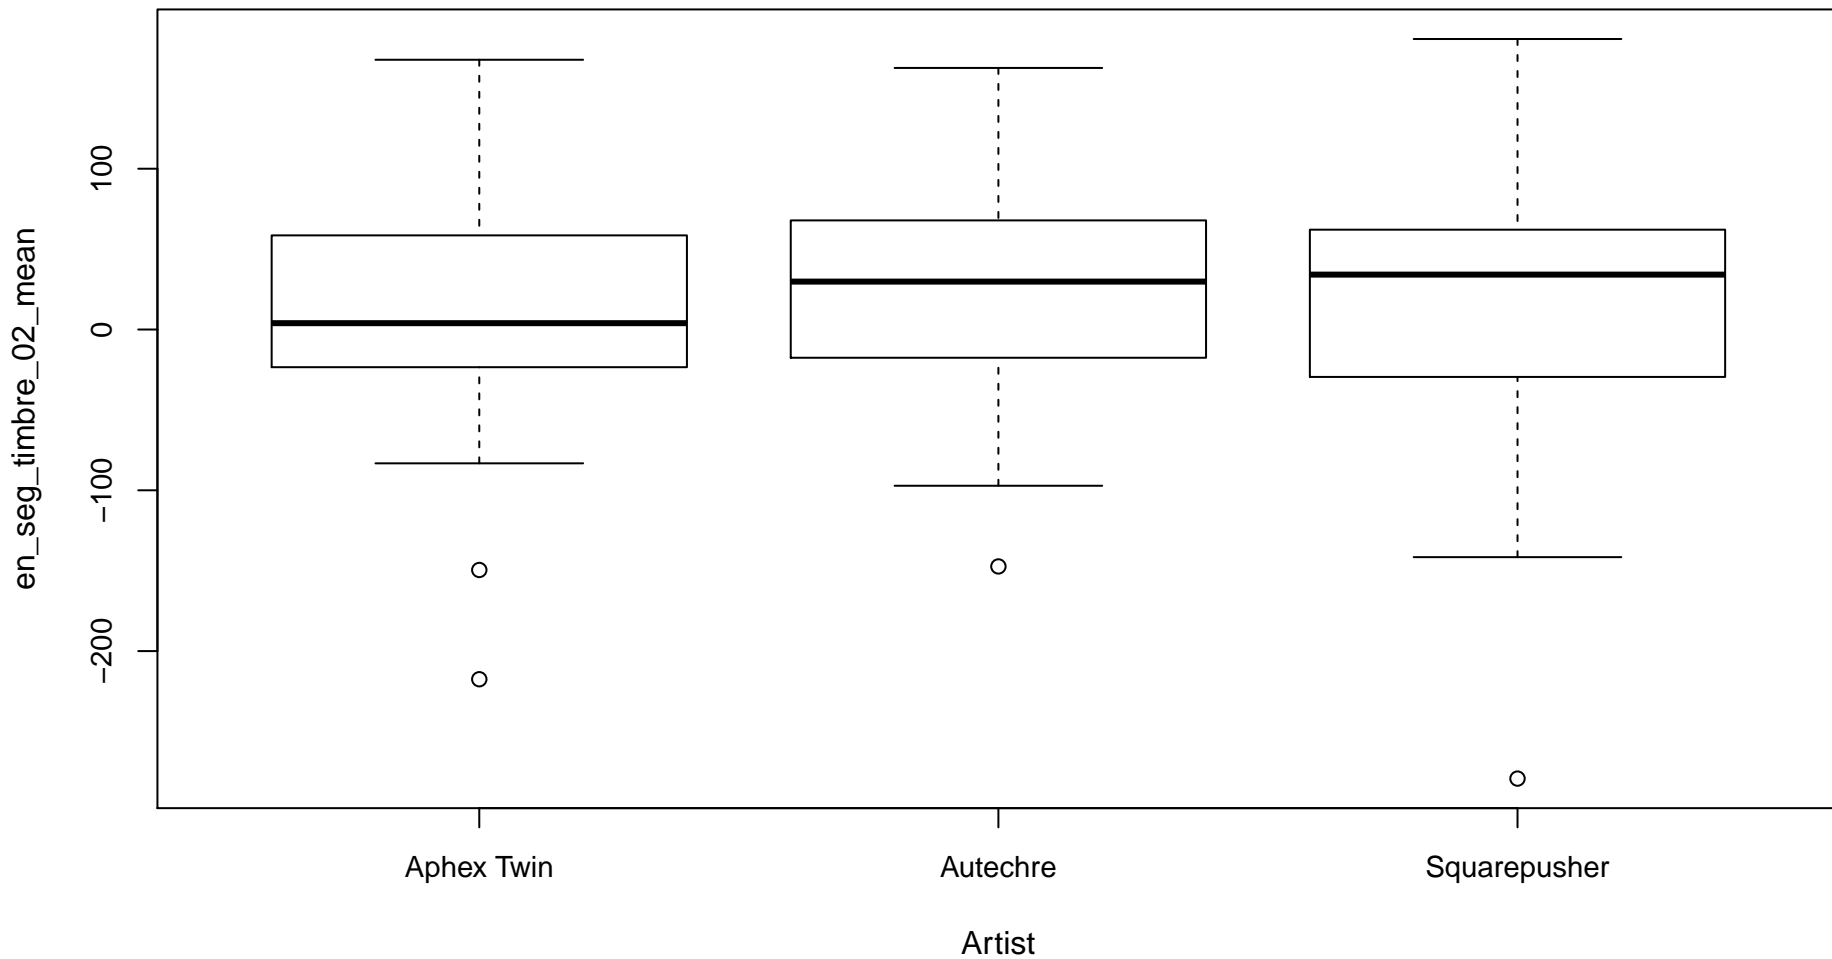 en_seg_timbre_02_mean
100
0
−100
−200
Aphex Twin
Autechre
Squarepusher
Artist